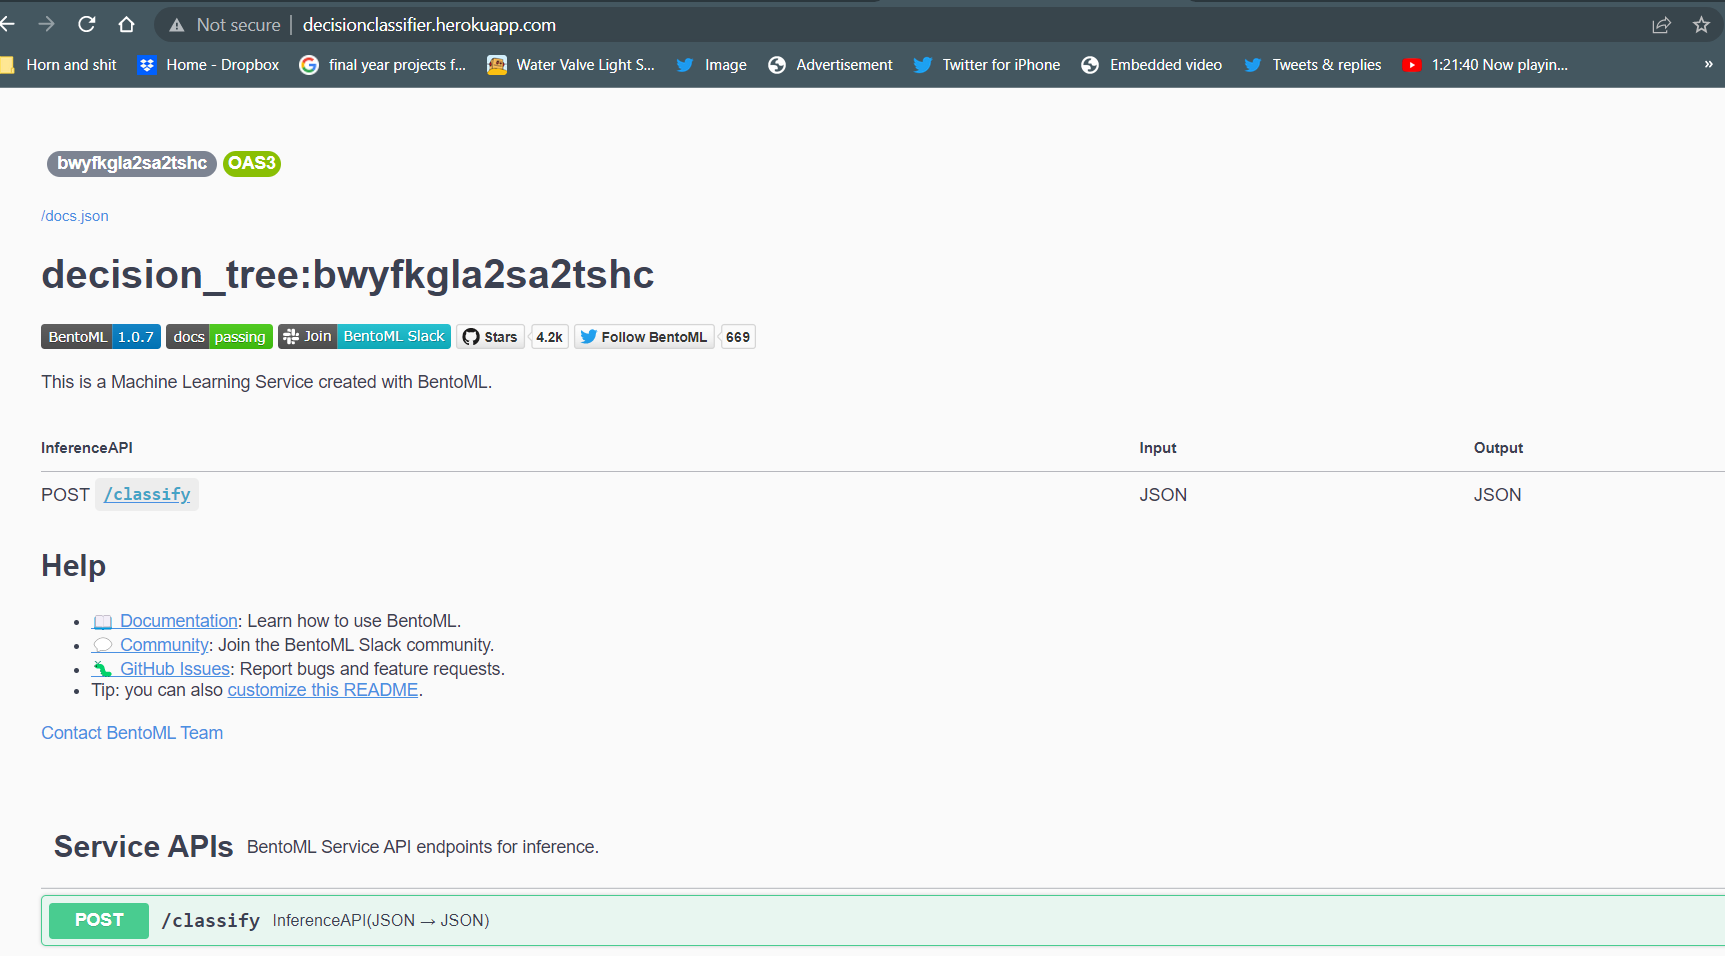 Not secure | decisionclassifier.herokuapp.com
Horn and shit Home - Dropbox final year projects f... Water Valve Light S... Image Advertisement Twitter for iPhone Embedded video Tweets & replies 1:21:40 Now playin... »
bwyfkgla2sa2tshc OAS3
/docs.json
decision_tree:bwyfkgla2sa2tshc
BentoML 1.0.7 docs passing Join BentoML Slack Stars 4.2k Follow BentoML 669
This is a Machine Learning Service created with BentoML.
InferenceAPI Input Output
POST /classify JSON JSON
Help
• Documentation: Learn how to use BentoML.
• Community: Join the BentoML Slack community.
• GitHub Issues: Report bugs and feature requests.
• Tip: you can also customize this README.
Contact BentoML Team
Service APIs BentoML Service API endpoints for inference.
POST /classify InferenceAPI(JSON → JSON)